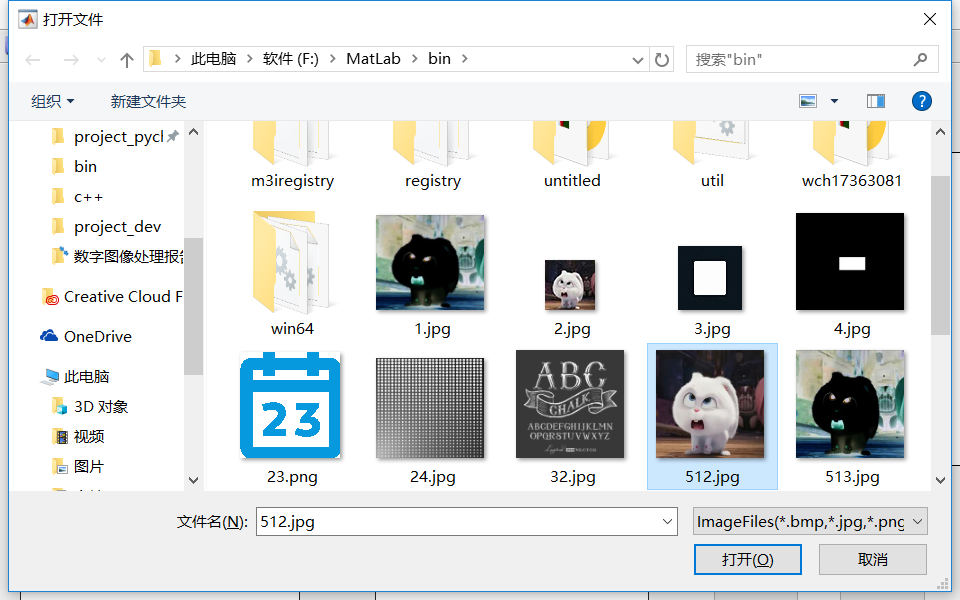 打开文件
此电脑 > 软件 (F:) > MatLab > bin >
搜索"bin"
组织
新建文件夹
project_pycl
bin
c++
project_dev
数字图像处理报告
Creative Cloud F
OneDrive
此电脑
3D 对象
视频
图片
m3iregistry
registry
untitled
util
wch17363081
win64
1.jpg
2.jpg
3.jpg
4.jpg
23
ABC
CHALK
ABCDEFGHIJKLMN
OPQRSTUVWXYZ
23.png
24.jpg
32.jpg
512.jpg
513.jpg
文件名(N):
512.jpg
ImageFiles(*.bmp,*.jpg,*.png
打开(O)
取消